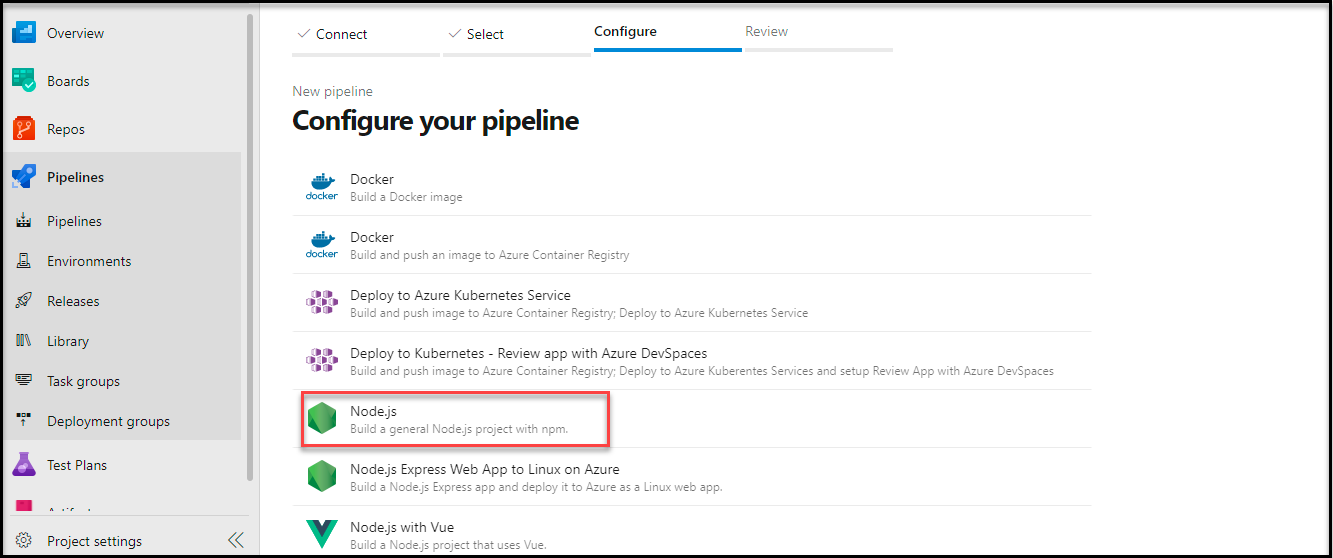 Overview
Boards
Repos
Pipelines
Pipelines
Environments
Releases
Library
Task groups
Deployment groups
Test Plans
Project settings
Connect
Select
Configure
Review
New pipeline
Configure your pipeline
docker
Docker
Build a Docker image
docker
Docker
Build and push an image to Azure Container Registry
Deploy to Azure Kubernetes Service
Build and push image to Azure Container Registry; Deploy to Azure Kubernetes Service
Deploy to Kubernetes - Review app with Azure DevSpaces
Build and push image to Azure Container Registry; Deploy to Azure Kuberentes Services and setup Review App with Azure DevSpaces
Node.js
Build a general Node.js project with npm.
Node.js Express Web App to Linux on Azure
Build a Node.js Express app and deploy it to Azure as a Linux web app.
Node.js with Vue
Build a Node.js project that uses Vue.